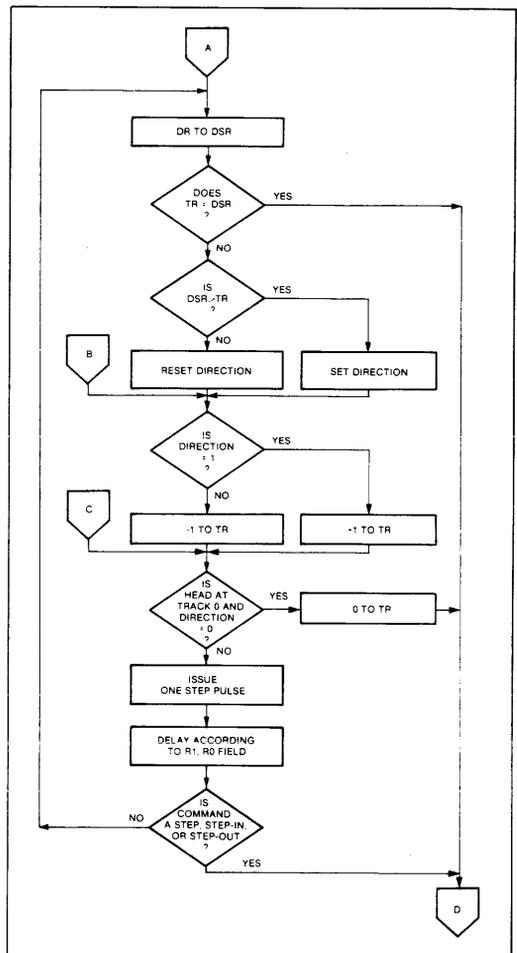 A
DR TO DSR
DOES
TR = DSR
?
YES
NO
IS
DSR > TR
?
YES
NO
B
RESET DIRECTION
SET DIRECTION
IS
DIRECTION
= 1
?
YES
NO
C
-1 TO TR
TO TR
IS
HEAD AT
TRACK 0 AND
DIRECTION
= 0
?
YES
0 TO TR
NO
ISSUE
ONE STEP PULSE
DELAY ACCORDING
TO R1, R0 FIELD
IS
COMMAND
A STEP, STEP-IN,
OR STEP-OUT
?
NO
YES
D